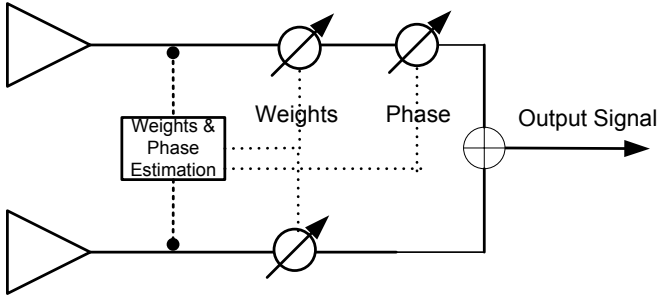 Weights
Phase
Output Signal
Weights &
Phase
Estimation